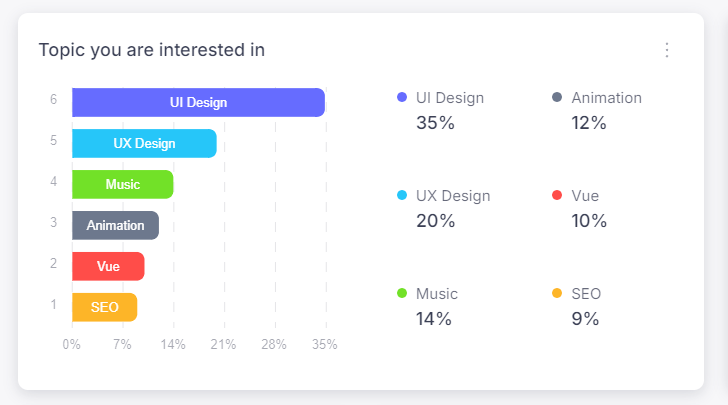 Topic you are interested in
6
UI Design
5
UX Design
4
Music
3
Animation
2
Vue
1
SEO
0% 7% 14% 21% 28% 35%
UI Design
35%
Animation
12%
UX Design
20%
Vue
10%
Music
14%
SEO
9%